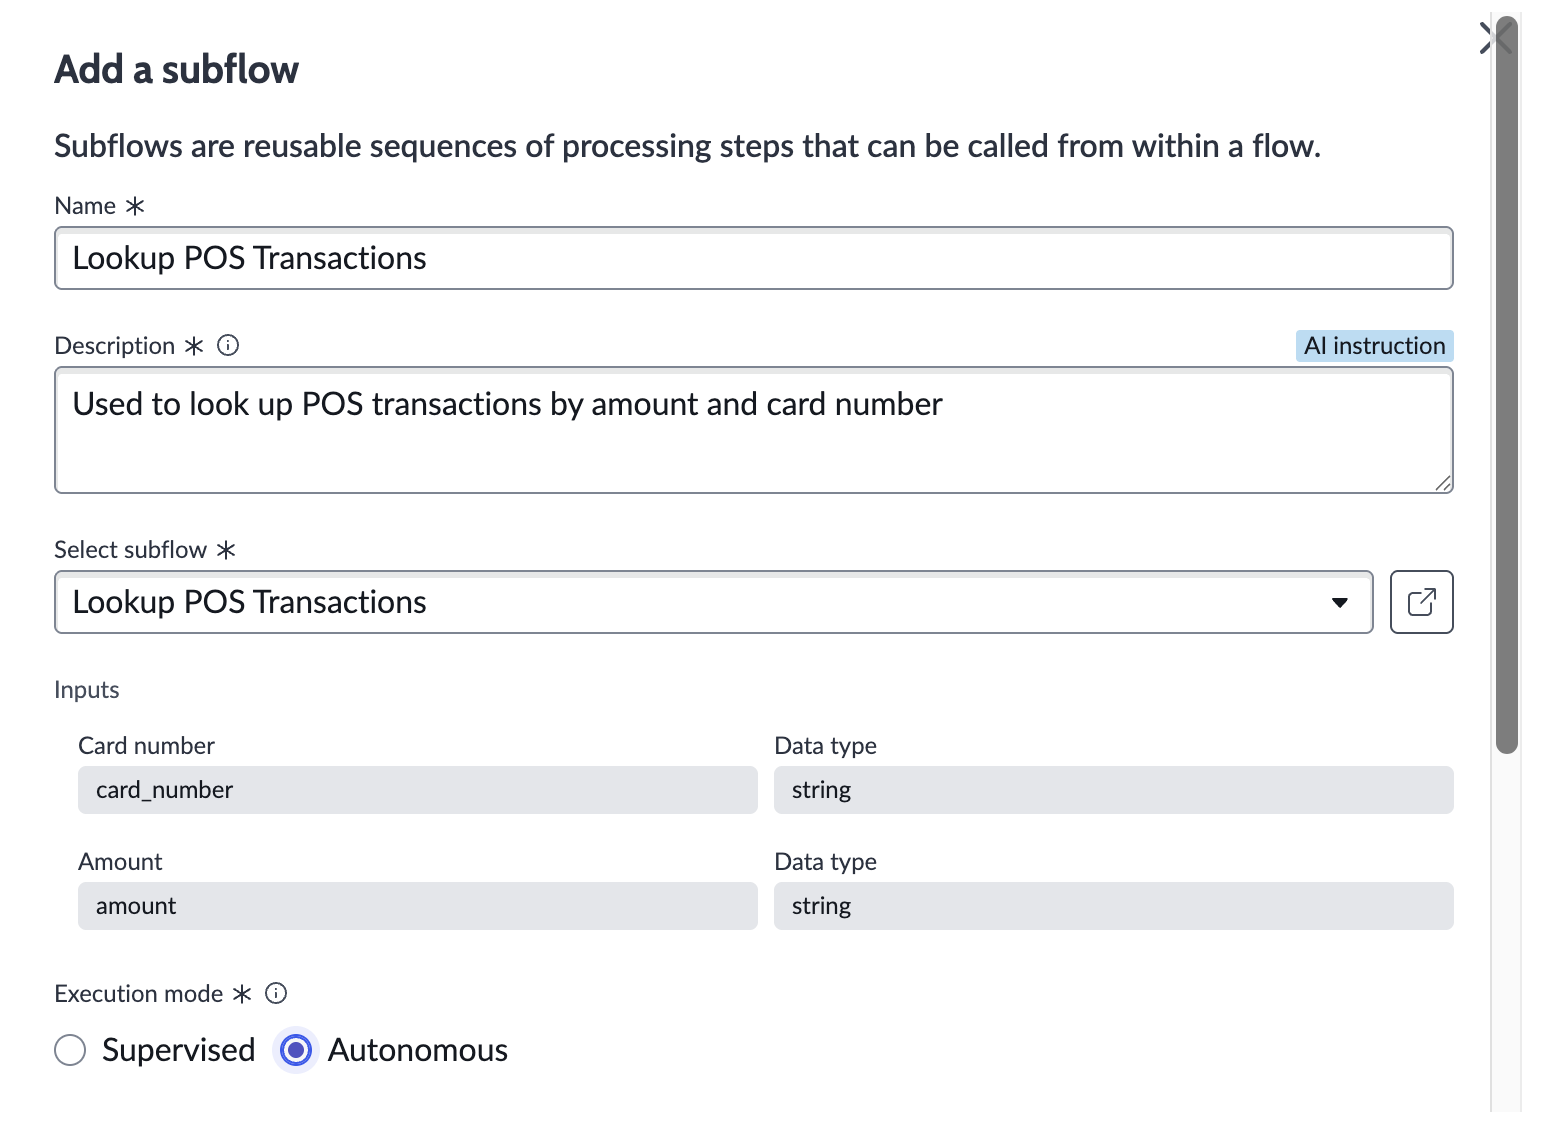 Add a subflow
Subflows are reusable sequences of processing steps that can be called from within a flow.
Name *
Lookup POS Transactions
Description *
AI instruction
Used to look up POS transactions by amount and card number
Select subflow *
Lookup POS Transactions
Inputs
Card number
Data type
card_number
string
Amount
Data type
amount
string
Execution mode *
Supervised
Autonomous